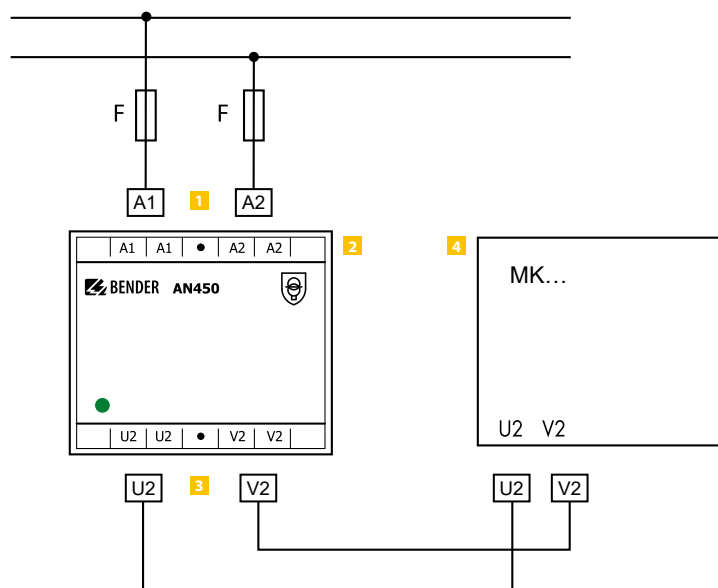 F F
A1 1 A2
A1 A1 • A2 A2 2
4
MK...
BENDER AN450
U2 V2
U2 U2 • V2 V2
U2 3 V2
U2 V2